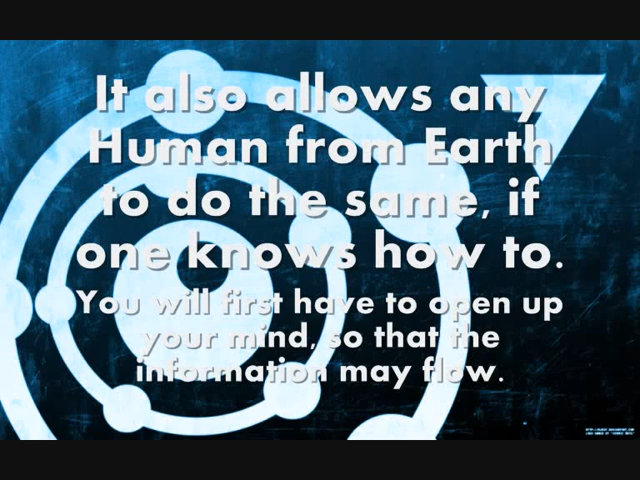 It also allows any
Human from Earth
to do the same, if
one knows how to.
You will first have to open up
your mind, so that the
information may flow.